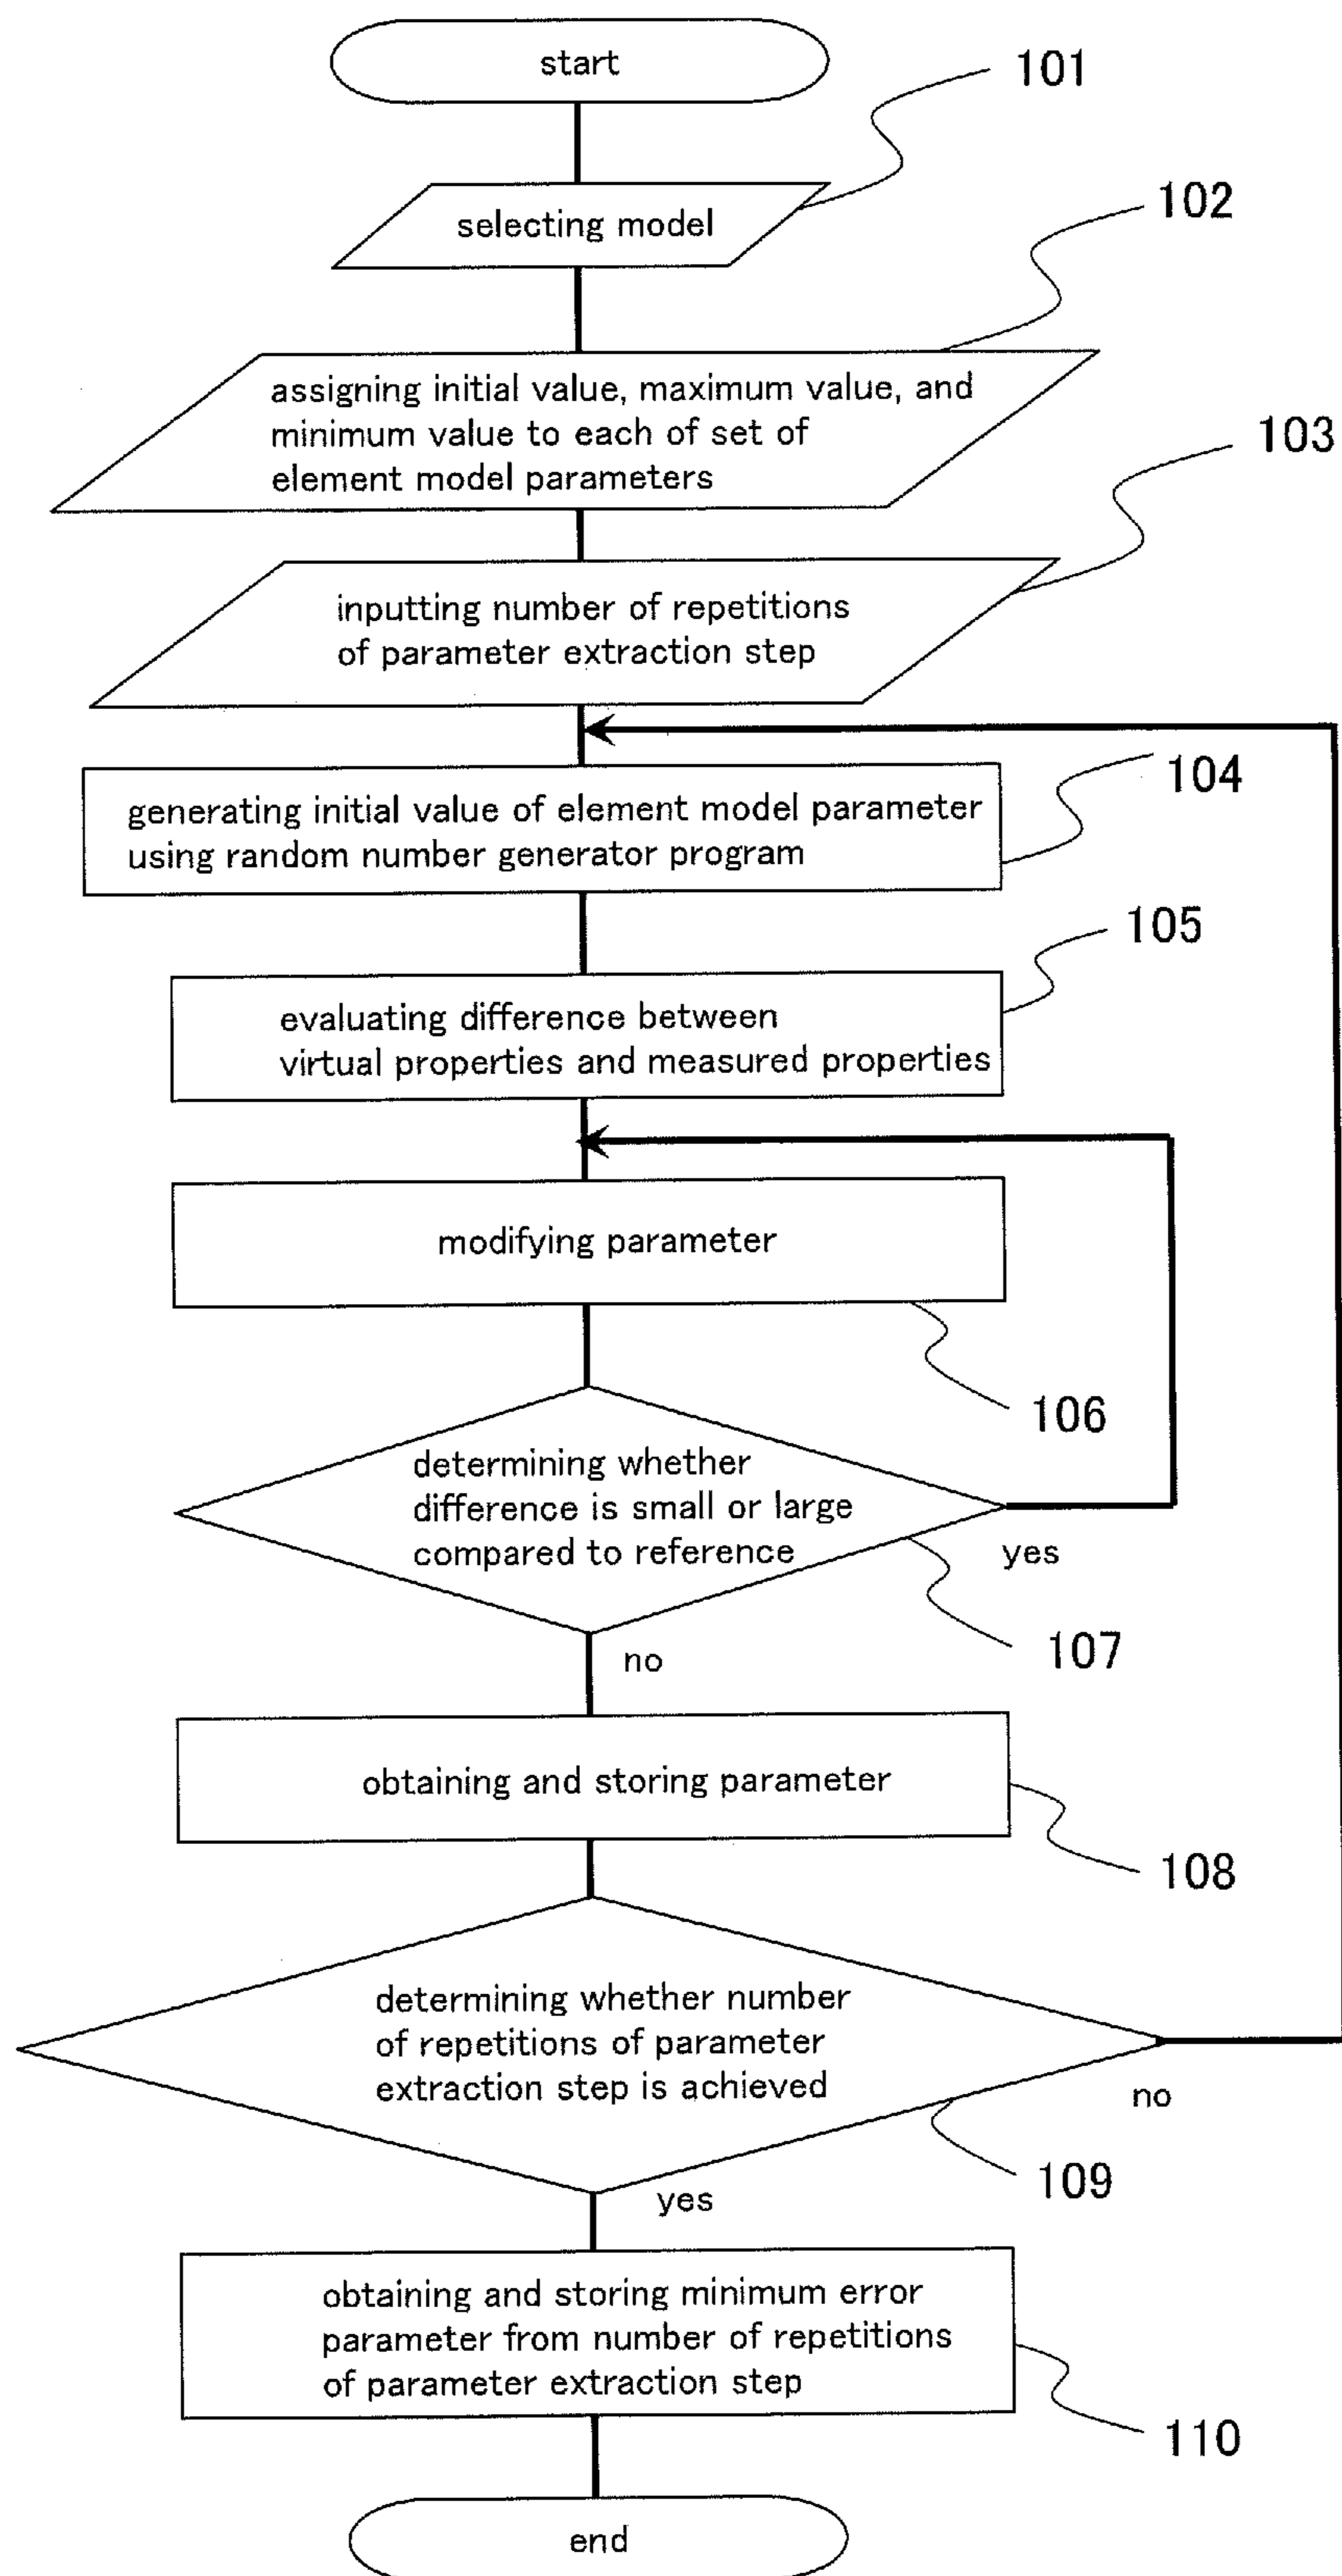 start
101
selecting model
102
assigning initial value, maximum value, and
minimum value to each of set of
element model parameters
103
inputting number of repetitions
of parameter extraction step
104
generating initial value of element model parameter
using random number generator program
105
evaluating difference between
virtual properties and measured properties
modifying parameter
106
determining whether
difference is small or large
compared to reference
yes
107
no
obtaining and storing parameter
108
determining whether number
of repetitions of parameter
extraction step is achieved
no
109
yes
obtaining and storing minimum error
parameter from number of repetitions
of parameter extraction step
110
end